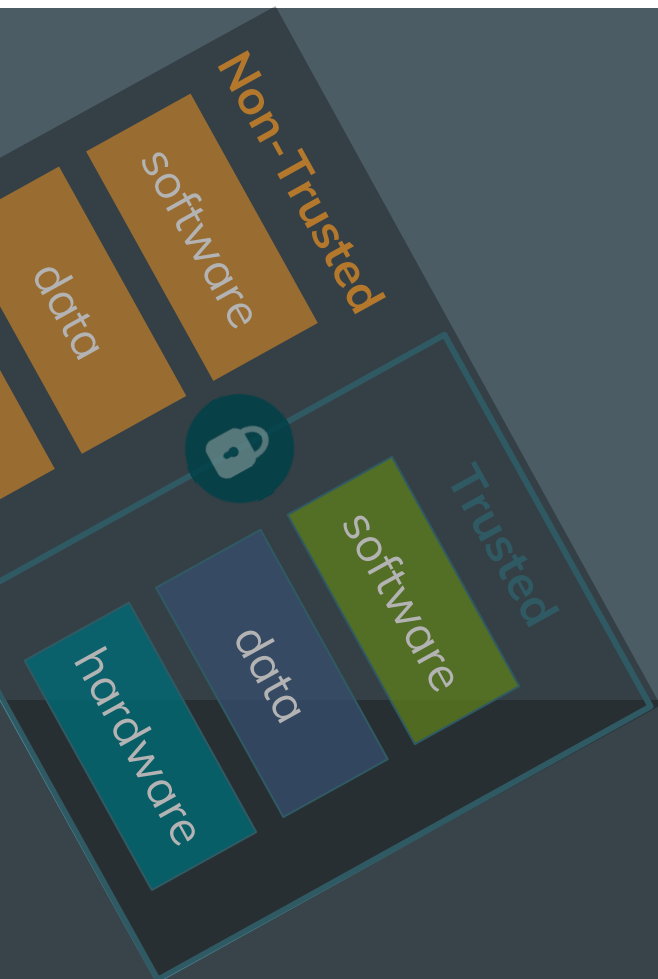 Non-Trusted
software
data
Trusted
software
data
hardware